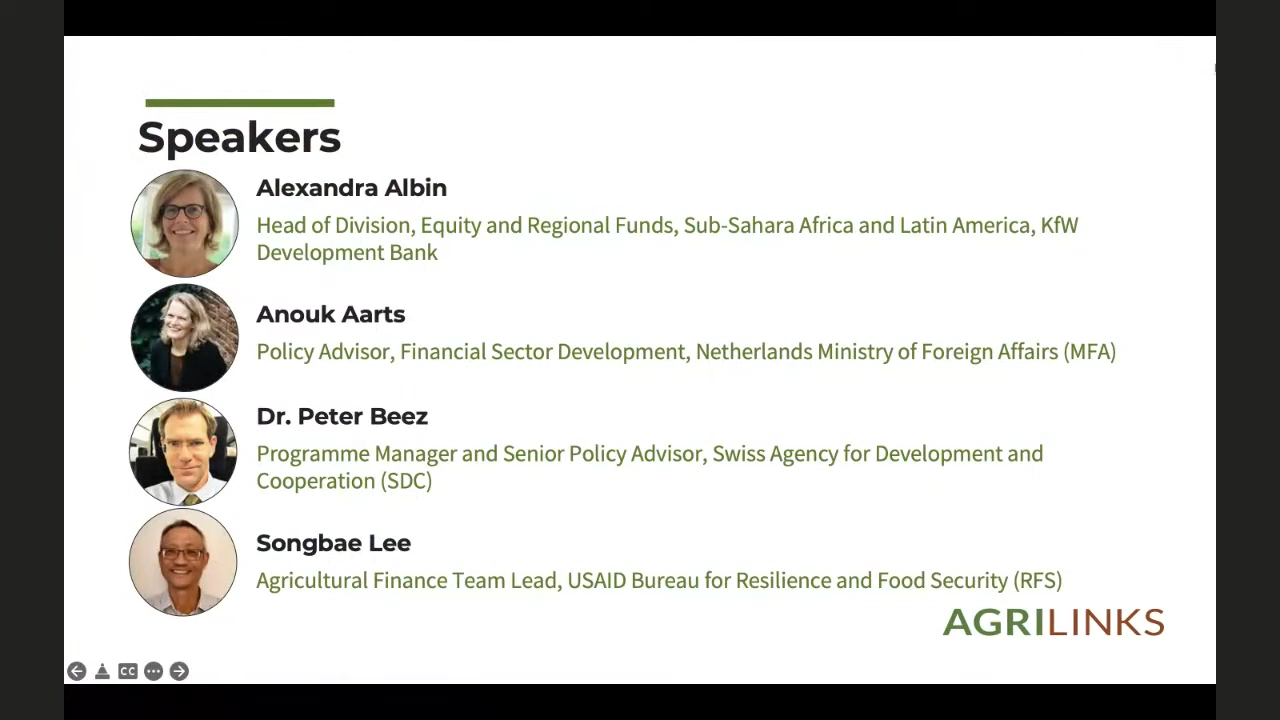 Speakers
Alexandra Albin
Head of Division, Equity and Regional Funds, Sub-Sahara Africa and Latin America, KfW
Development Bank
Anouk Aarts
Policy Advisor, Financial Sector Development, Netherlands Ministry of Foreign Affairs (MFA)
Dr. Peter Beez
Programme Manager and Senior Policy Advisor, Swiss Agency for Development and
Cooperation (SDC)
Songbae Lee
Agricultural Finance Team Lead, USAID Bureau for Resilience and Food Security (RFS)
AGRILINKS
CC